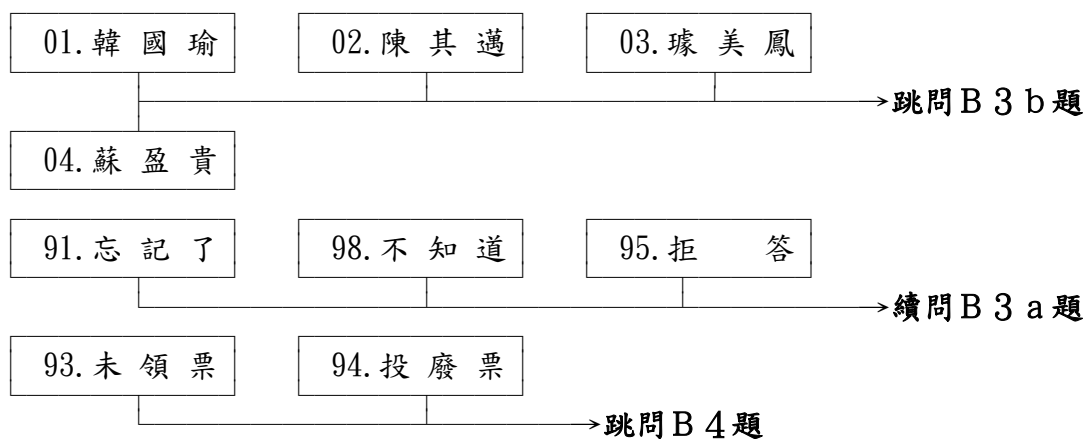 01.韓國瑜 02.陳其邁 03.璩美鳳
跳問B3b題
04.蘇盈貴
91.忘記了 98.不知道 95.拒 答
續問B3a題
93.未領票 94.投廢票
跳問B4題